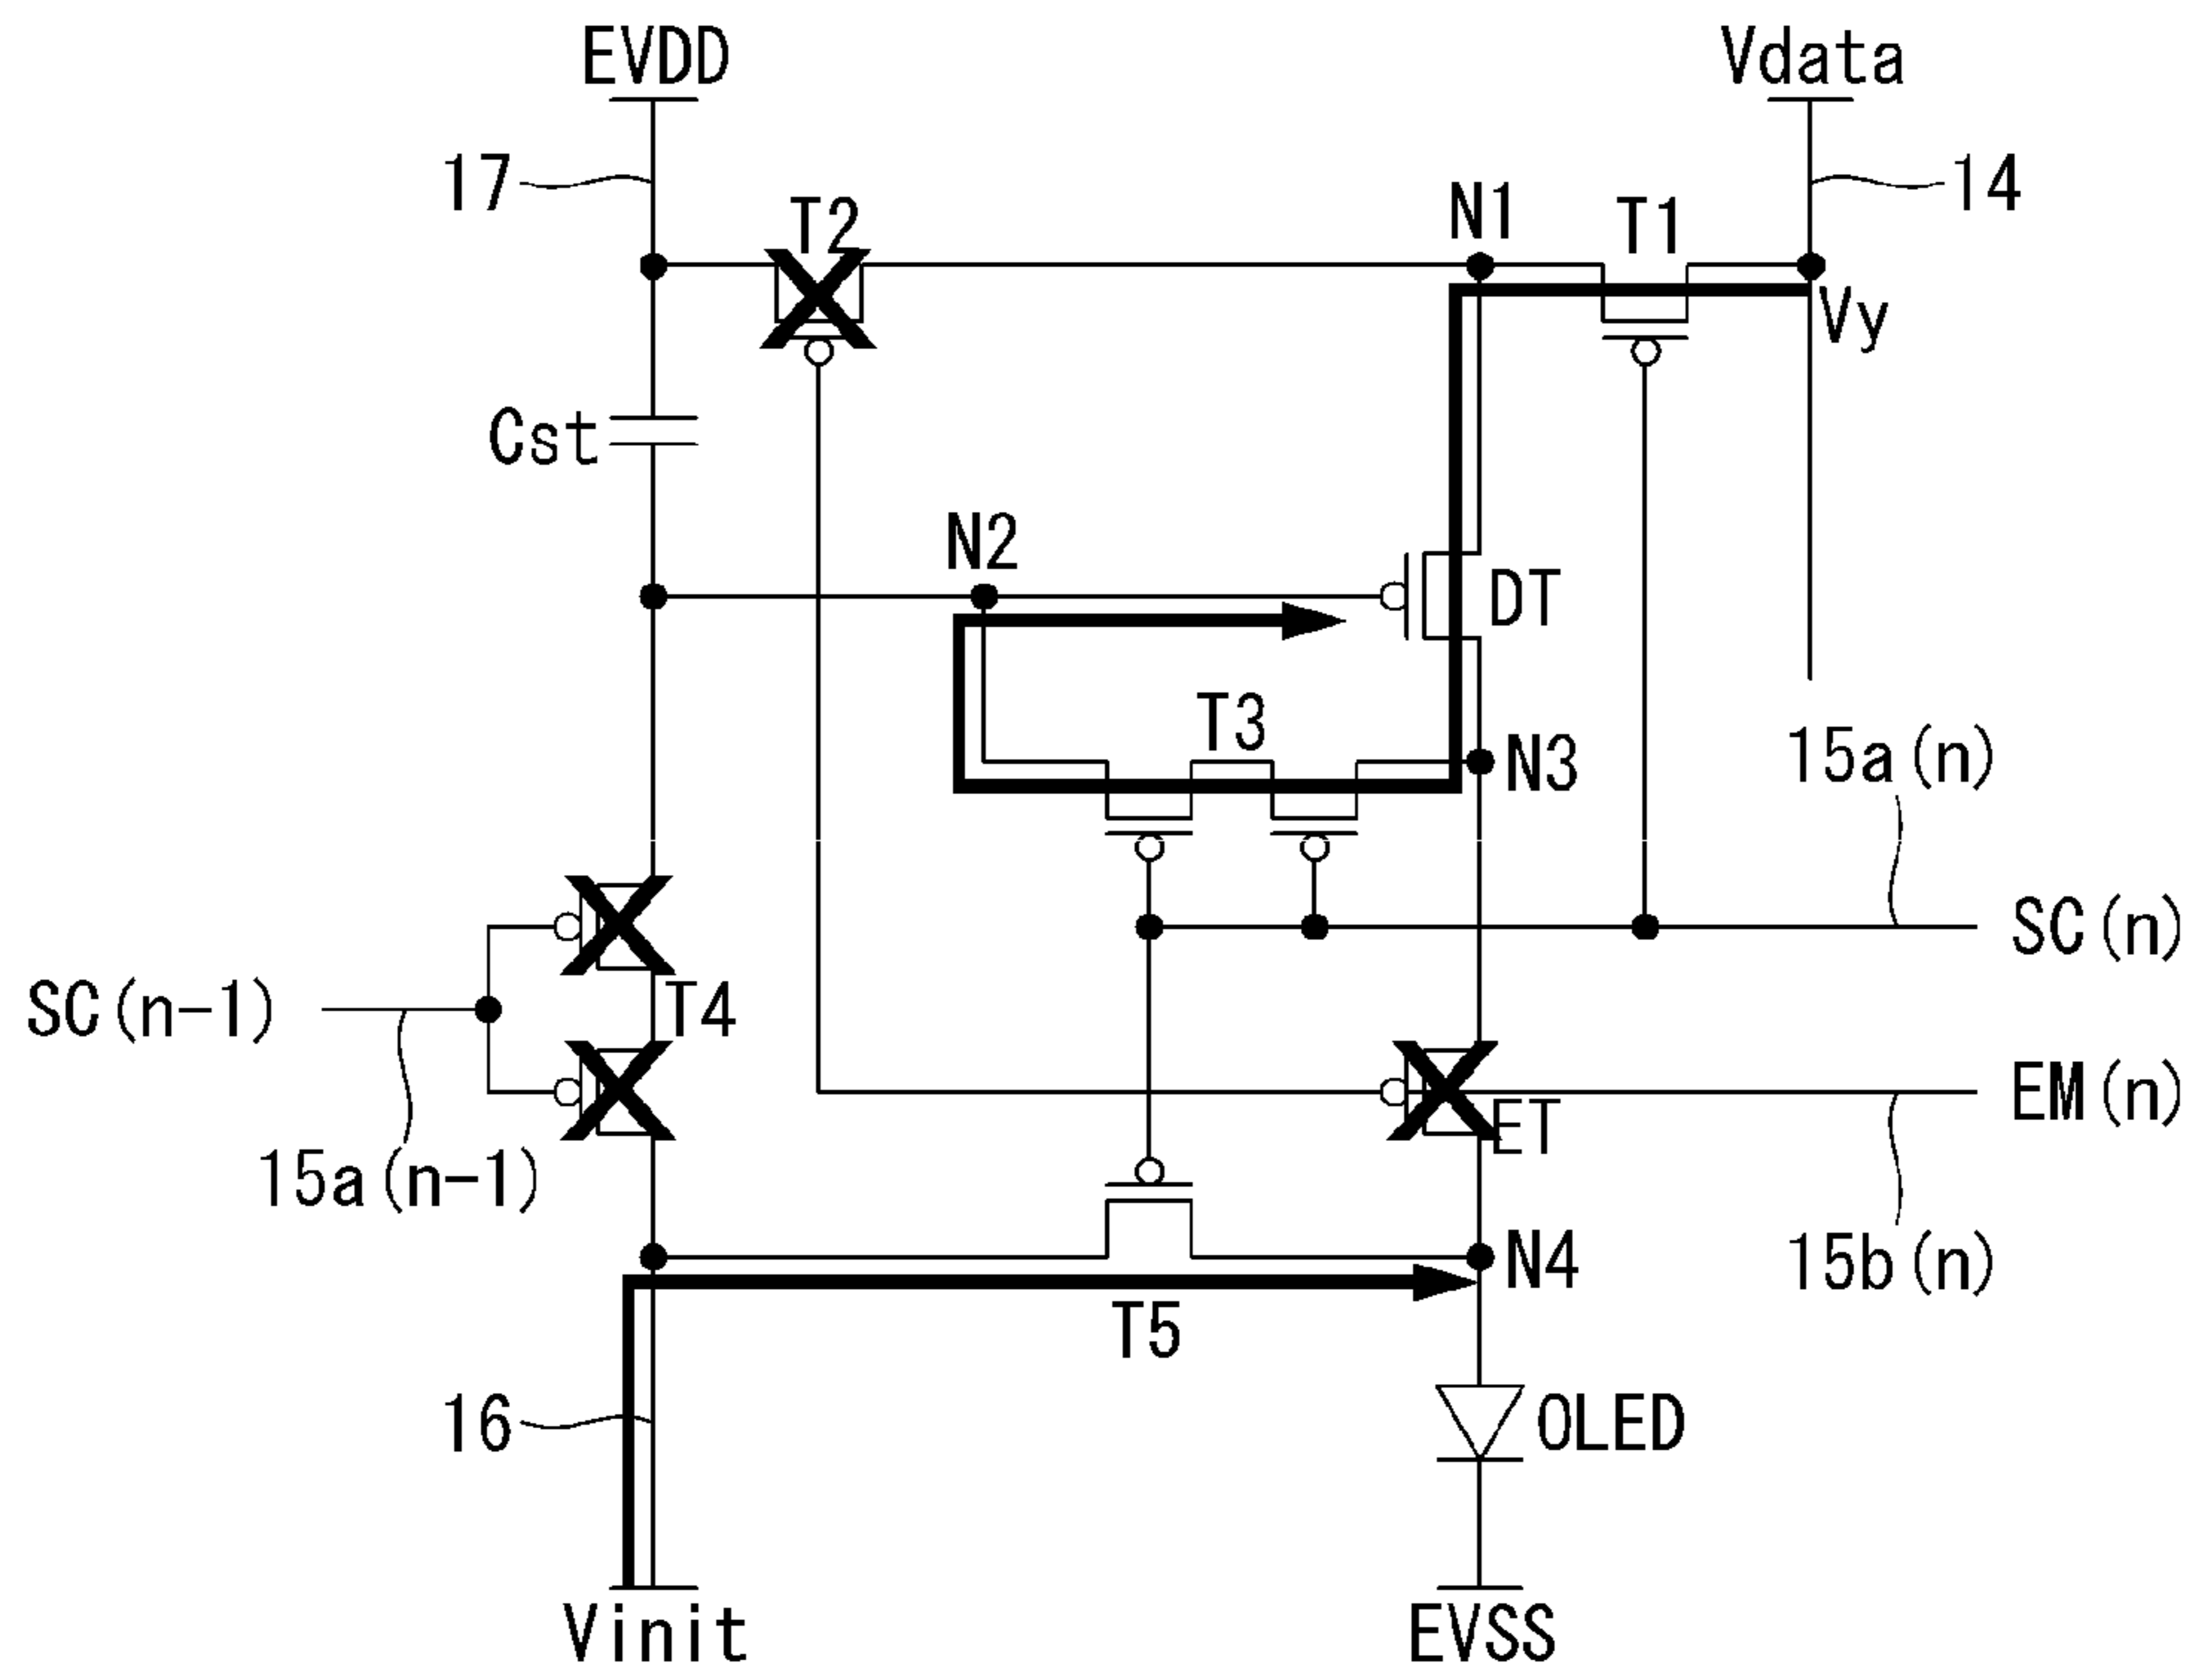 EVDD
Vdata
17
14
T2
N1
T1
Vy
Cst
N2
DT
T3
N3
15a(n)
SC(n)
SC(n-1)
T4
EM(n)
ET
15a(n-1)
N4
15b(n)
T5
16
OLED
Vinit
EVSS